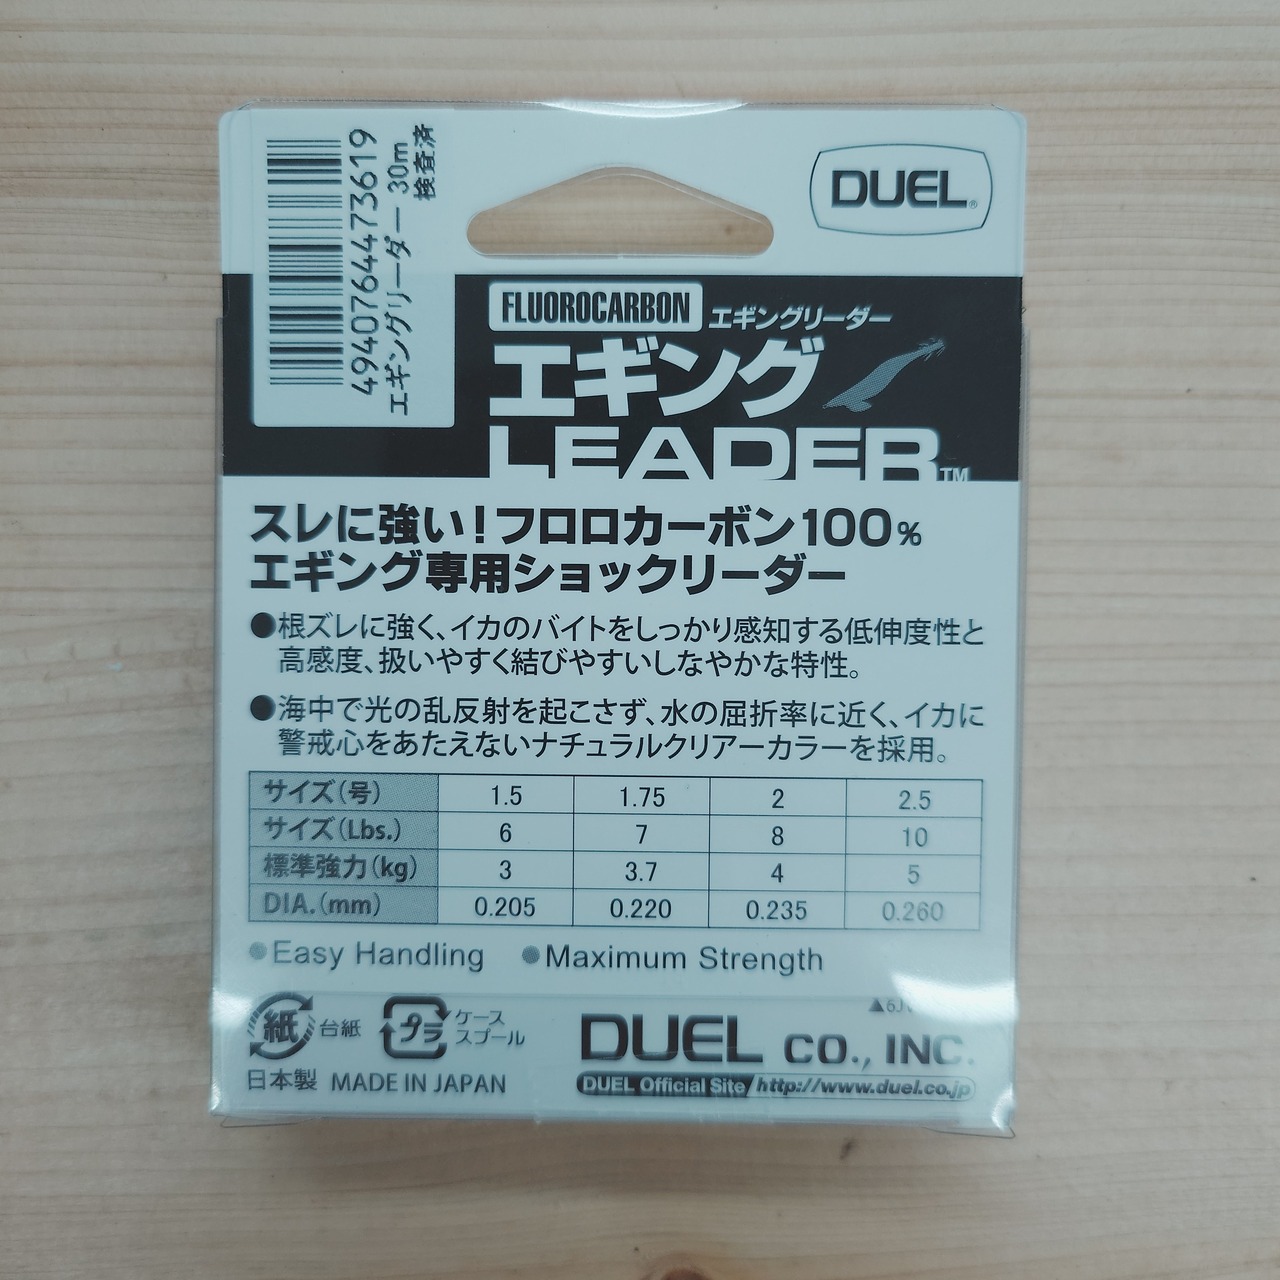 4940764473619
エギングリーダー 30m
検査済
DUEL®
FLUOROCARBON エギングリーダー
エギング
LEADER™
スレに強い!フロロカーボン100%
エギング専用ショックリーダー
●根ズレに強く、イカのバイトをしっかり感知する低伸度性と
高感度、扱いやすく結びやすいしなやかな特性。
●海中で光の乱反射を起こさず、水の屈折率に近く、イカに
警戒心をあたえないナチュラルクリアーカラーを採用。
サイズ(号) 1.5 1.75 2 2.5
サイズ(Lbs.) 6 7 8 10
標準強力(kg) 3 3.7 4 5
DIA.(mm) 0.205 0.220 0.235 0.260
●Easy Handling ●Maximum Strength
紙 台紙 プラ ケース
スプール
日本製 MADE IN JAPAN
DUEL CO., INC.
DUEL Official Site http://www.duel.co.jp